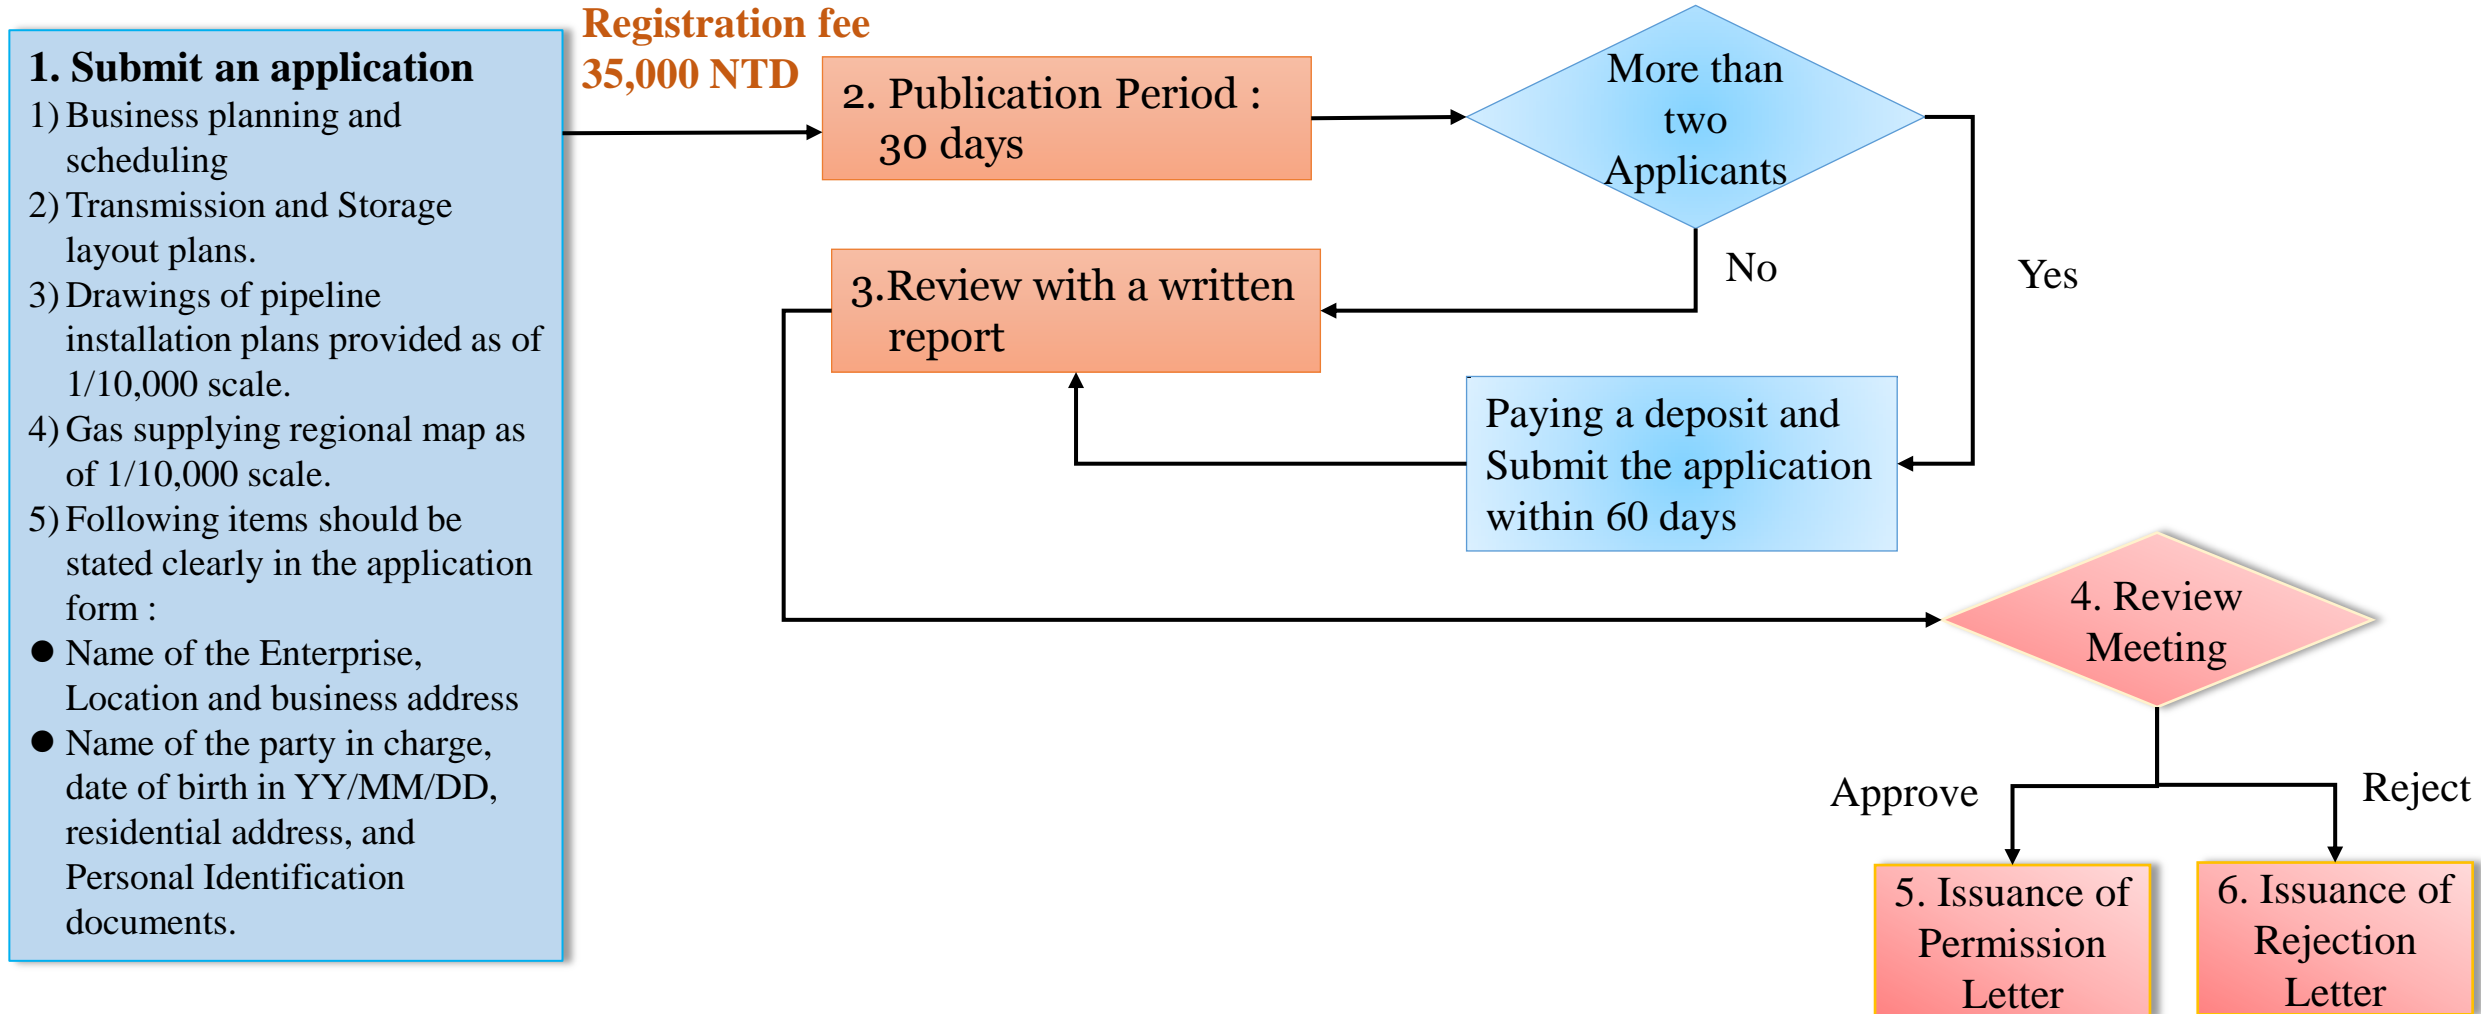 1. Submit an application
1) Business planning and
scheduling
2) Transmission and Storage
layout plans.
3) Drawings of pipeline
installation plans provided as of
1/10,000 scale.
4) Gas supplying regional map as
of 1/10,000 scale.
5) Following items should be
stated clearly in the application
form :
● Name of the Enterprise,
Location and business address
● Name of the party in charge,
date of birth in YY/MM/DD,
residential address, and
Personal Identification
documents.
Registration fee
35,000 NTD
2. Publication Period :
30 days
More than
two
Applicants
No
Yes
3.Review with a written
report
Paying a deposit and
Submit the application
within 60 days
4. Review
Meeting
Approve
Reject
5. Issuance of
Permission
Letter
6. Issuance of
Rejection
Letter